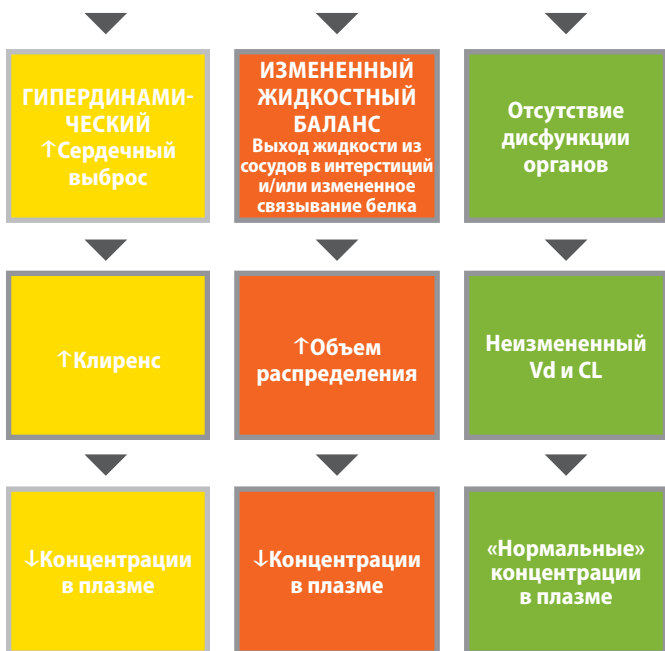 ГИПЕРДИНАМИ-
ЧЕСКИЙ
↑Сердечный
выброс
ИЗМЕНЕННЫЙ
ЖИДКОСТНЫЙ
БАЛАНС
Выход жидкости из
сосудов в интерстиций
и/или измененное
связывание белка
Отсутствие
дисфункции
органов
↑Клиренс
↑Объем
распределения
Неизмененный
Vd и CL
↓Концентрации
в плазме
↓Концентрации
в плазме
«Нормальные»
концентрации
в плазме